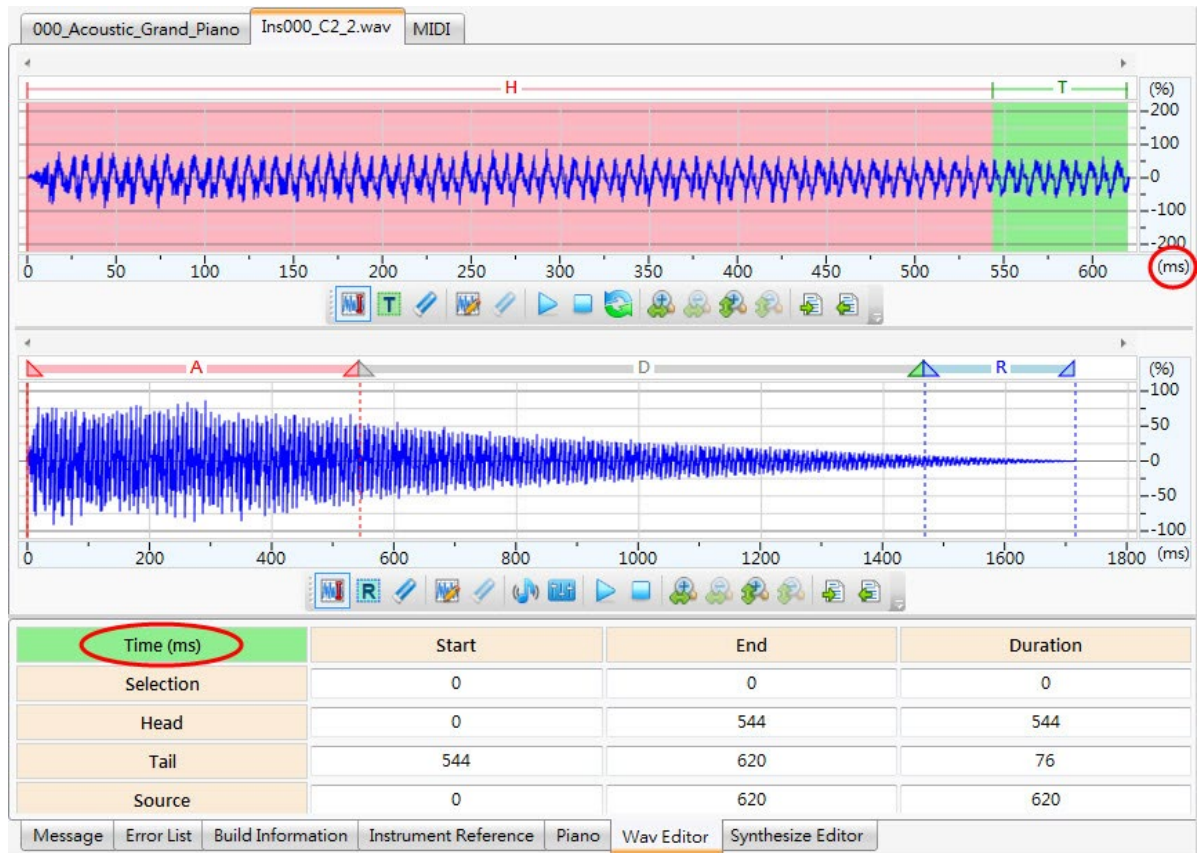 000_Acoustic_Grand_Piano Ins000_C2_2.wav MIDI
H T (%)
200
100
0
-100
-200
0 50 100 150 200 250 300 350 400 450 500 550 600 (ms)
T
A D R (%)
100
50
0
-50
-100
0 200 400 600 800 1000 1200 1400 1600 1800 (ms)
R
Time (ms) Start End Duration
Selection 0 0 0
Head 0 544 544
Tail 544 620 76
Source 0 620 620
Message Error List Build Information Instrument Reference Piano Wav Editor Synthesize Editor